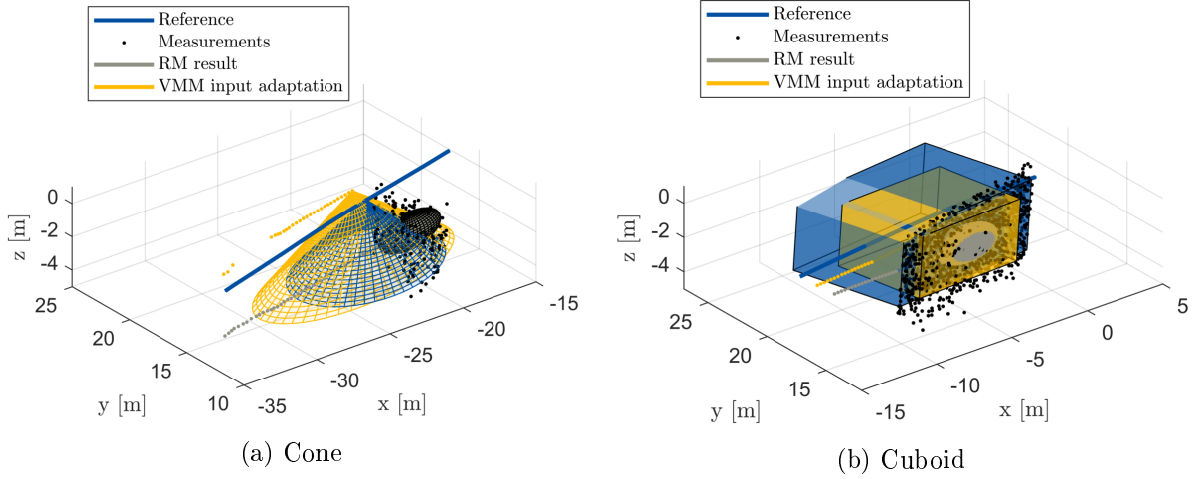 Reference
Measurements
RM result
VMM input adaptation
0
-2
-4
z [m]
25
20
15
10
y [m]
-35
-30
-25
-20
-15
x [m]
(a) Cone
Reference
Measurements
RM result
VMM input adaptation
0
-2
-4
z [m]
25
20
15
y [m]
-15
-10
-5
0
5
x [m]
(b) Cuboid